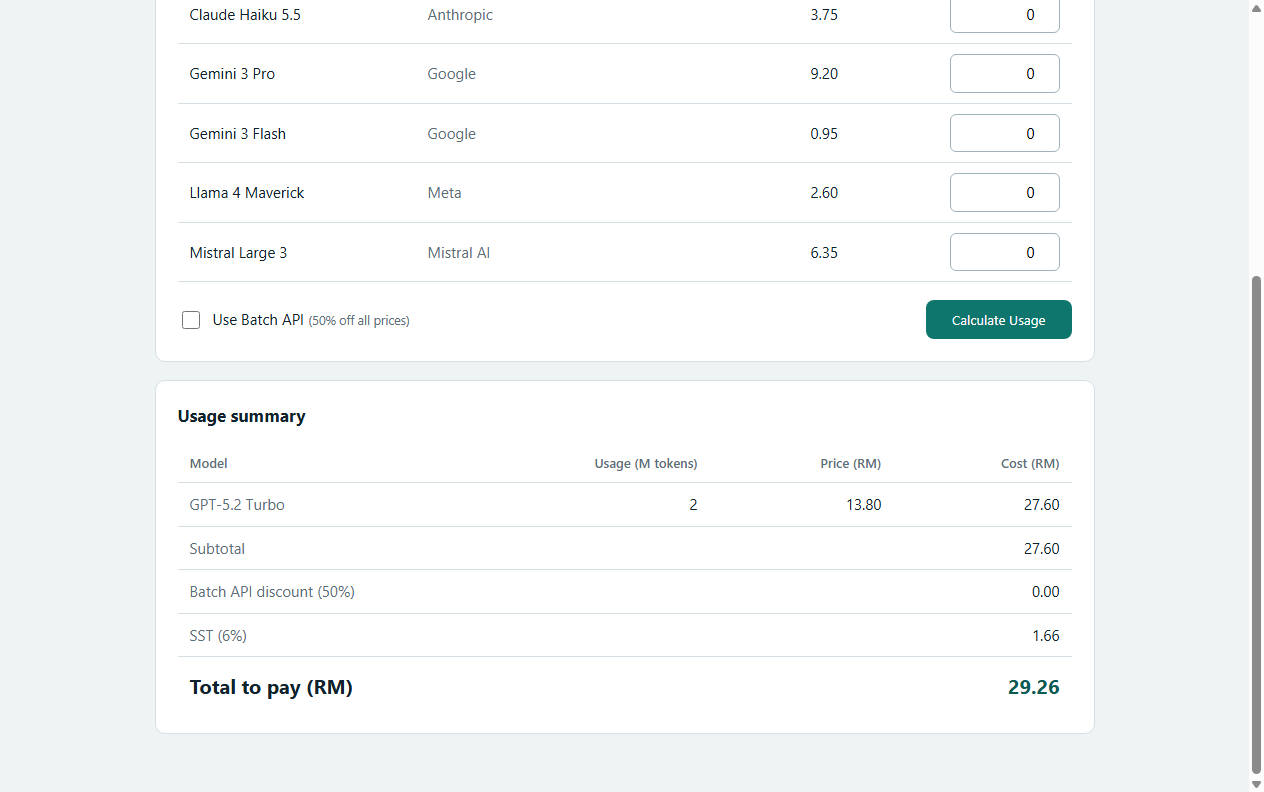 Claude Haiku 5.5 Anthropic 3.75 0
Gemini 3 Pro Google 9.20 0
Gemini 3 Flash Google 0.95 0
Llama 4 Maverick Meta 2.60 0
Mistral Large 3 Mistral AI 6.35 0
Use Batch API (50% off all prices) Calculate Usage
Usage summary
Model Usage (M tokens) Price (RM) Cost (RM)
GPT-5.2 Turbo 2 13.80 27.60
Subtotal 27.60
Batch API discount (50%) 0.00
SST (6%) 1.66
Total to pay (RM) 29.26